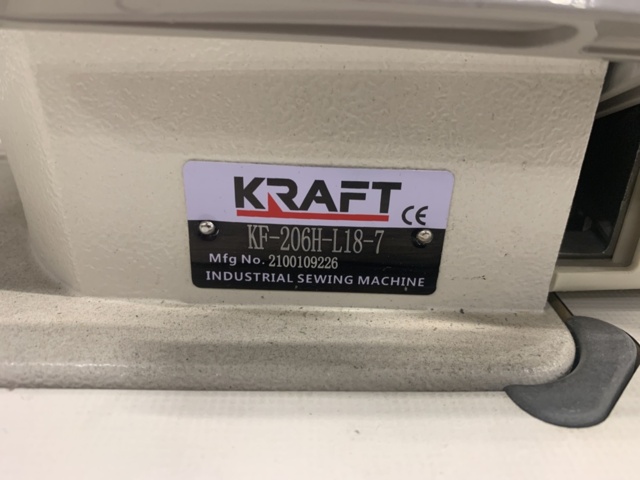 KRAFT
CE
KF-206H-L18-7
Mfg No. 2100109226
INDUSTRIAL SEWING MACHINE